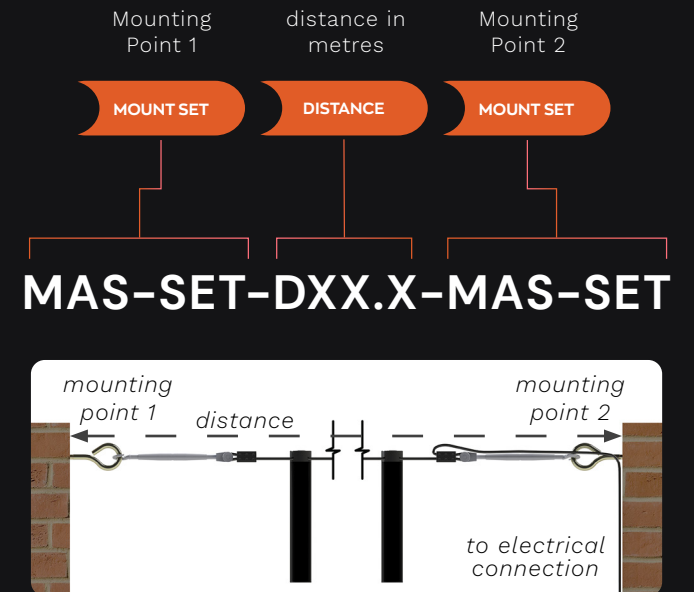 Mounting
Point 1
distance in
metres
Mounting
Point 2
MOUNT SET
DISTANCE
MOUNT SET
MAS-SET-DXX.X-MAS-SET
mounting
point 1
distance
mounting
point 2
to electrical
connection